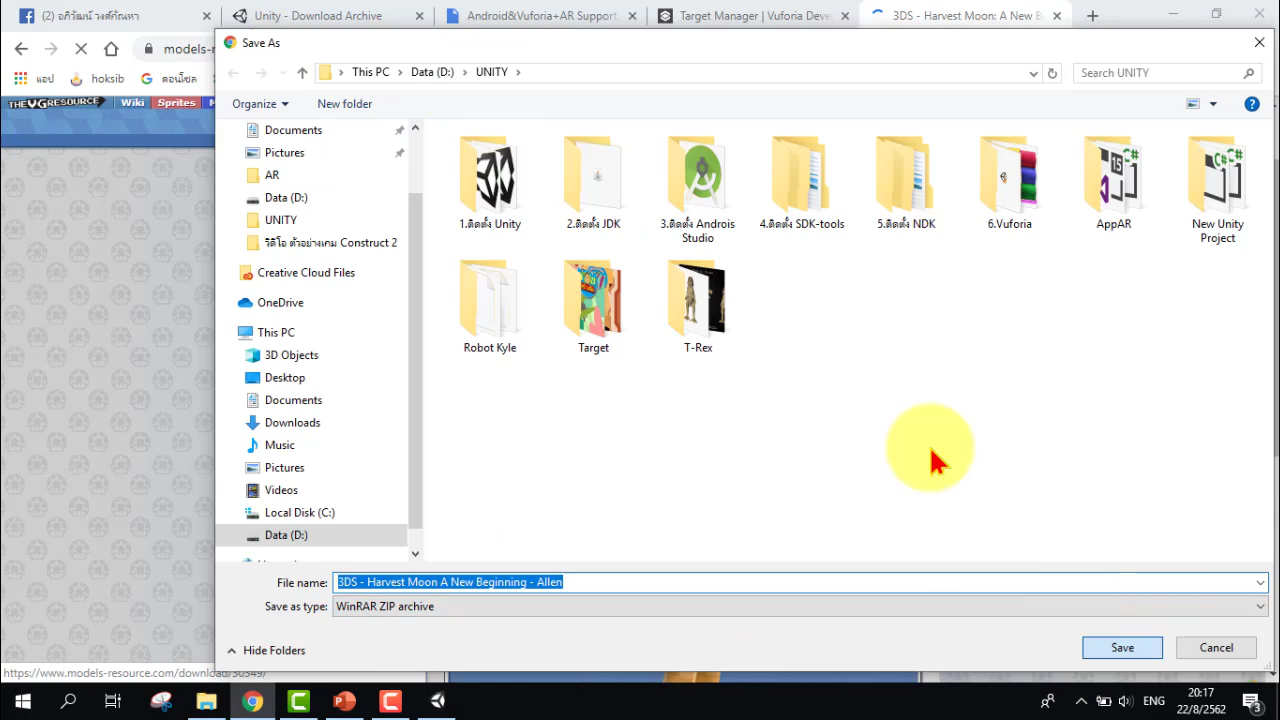 (2) อภิวัฒน์ วงศ์กัณหา
Unity - Download Archive
Android&Vuforia+AR Support
Target Manager | Vuforia Deve
3DS - Harvest Moon: A New B
models-r
แอป
hoksib
คอนโซล
THE VG RESOURCE
Wiki
Sprites
Save As
This PC
Data (D:)
UNITY
Search UNITY
Organize
New folder
Documents
Pictures
AR
Data (D:)
UNITY
วิดีโอ ตัวอย่างเกม Construct 2
Creative Cloud Files
OneDrive
This PC
3D Objects
Desktop
Documents
Downloads
Music
Pictures
Videos
Local Disk (C:)
Data (D:)
1.ติดตั้ง Unity
2.ติดตั้ง JDK
3.ติดตั้ง Androis Studio
4.ติดตั้ง SDK-tools
5.ติดตั้ง NDK
6.Vuforia
AppAR
New Unity Project
Robot Kyle
Target
T-Rex
File name:
3DS - Harvest Moon A New Beginning - Allen
Save as type:
WinRAR ZIP archive
Hide Folders
Save
Cancel
https://www.models-resource.com/download/30549/
ENG
20:17
22/8/2562
3